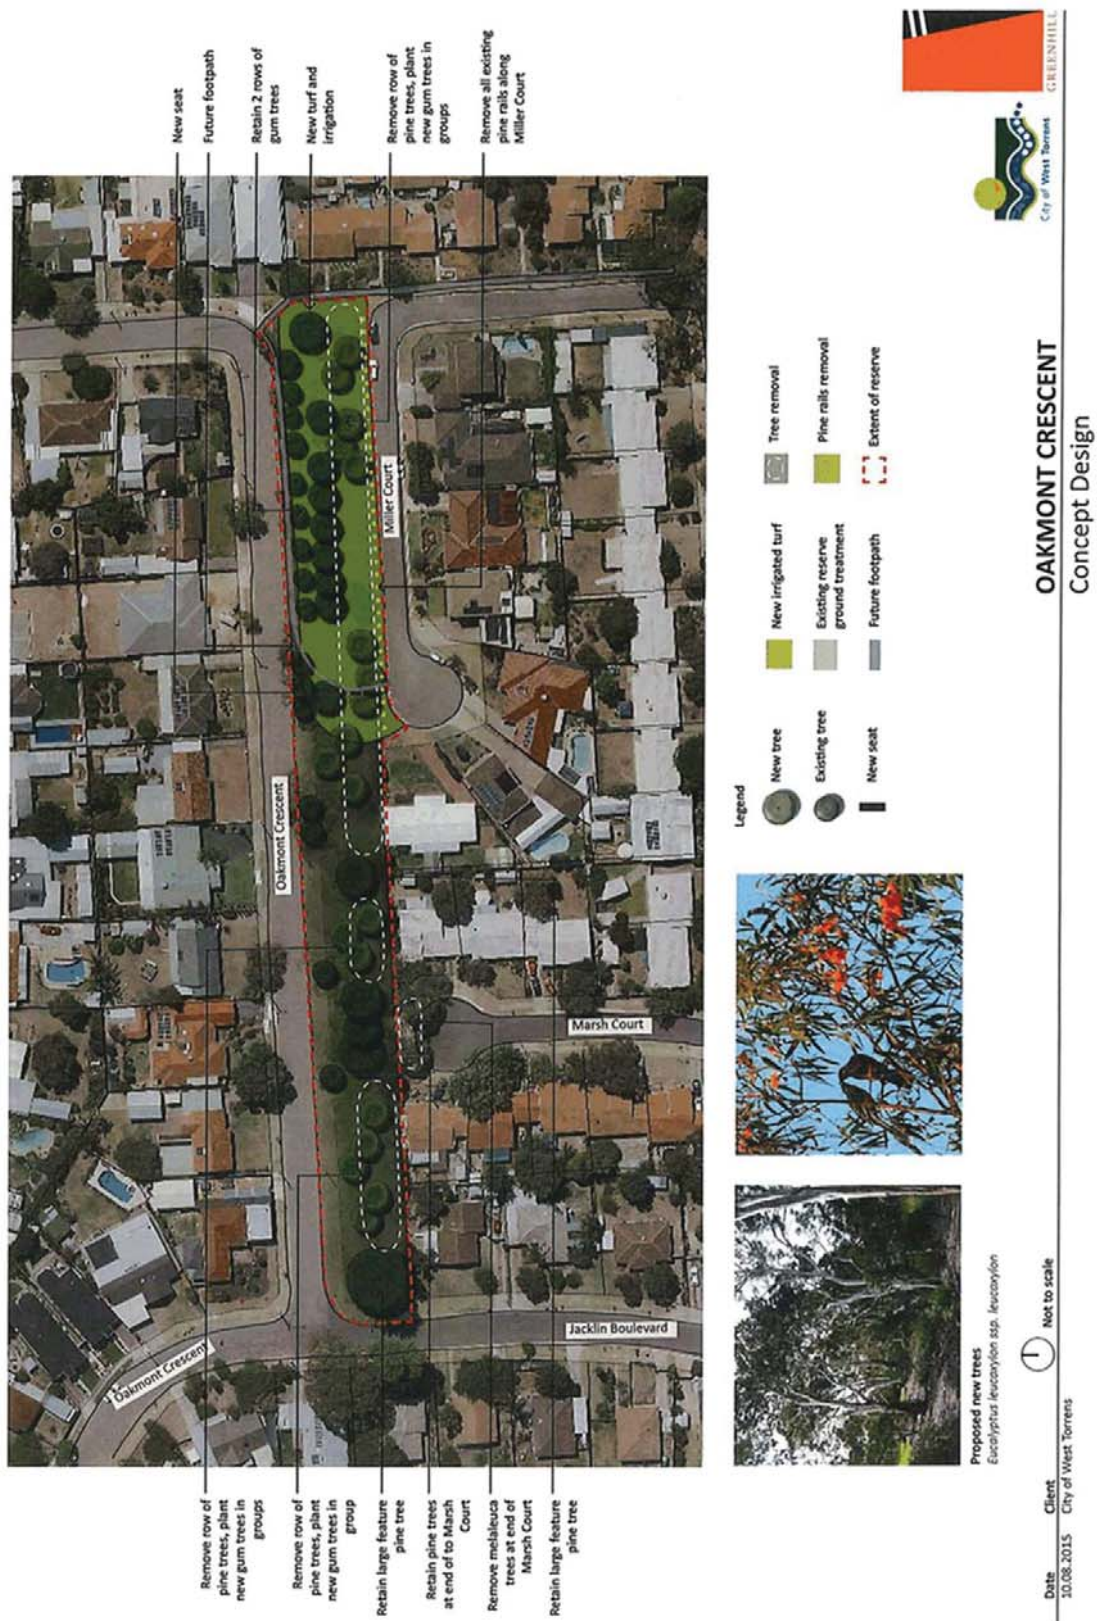 New seat
Future footpath
Retain 2 rows of
gum trees
New turf and
irrigation
Remove row of
pine trees, plant
new gum trees in
groups
Remove all existing
pine rails along
Miller Court
Oakmont Crescent
Miller Court
Oakmont Crescent
Marsh Court
Jacklin Boulevard
Remove row of
pine trees, plant
new gum trees in
groups
Remove row of
pine trees, plant
new gum trees in
group
Retain large feature
pine tree
Retain pine trees
at end of to Marsh
Court
Remove melaleuca
trees at end of
Marsh Court
Retain large feature
pine tree
Proposed new trees
Eucalyptus leucoxylon ssp. leucoxylon
Legend
New tree
Existing tree
New seat
New irrigated turf
Existing reserve
ground treatment
Future footpath
Tree removal
Pine rails removal
Extent of reserve
Date
10.08.2015
Client
City of West Torrens
Not to scale
OAKMONT CRESCENT
Concept Design
City of West Torrens
GREENHILL